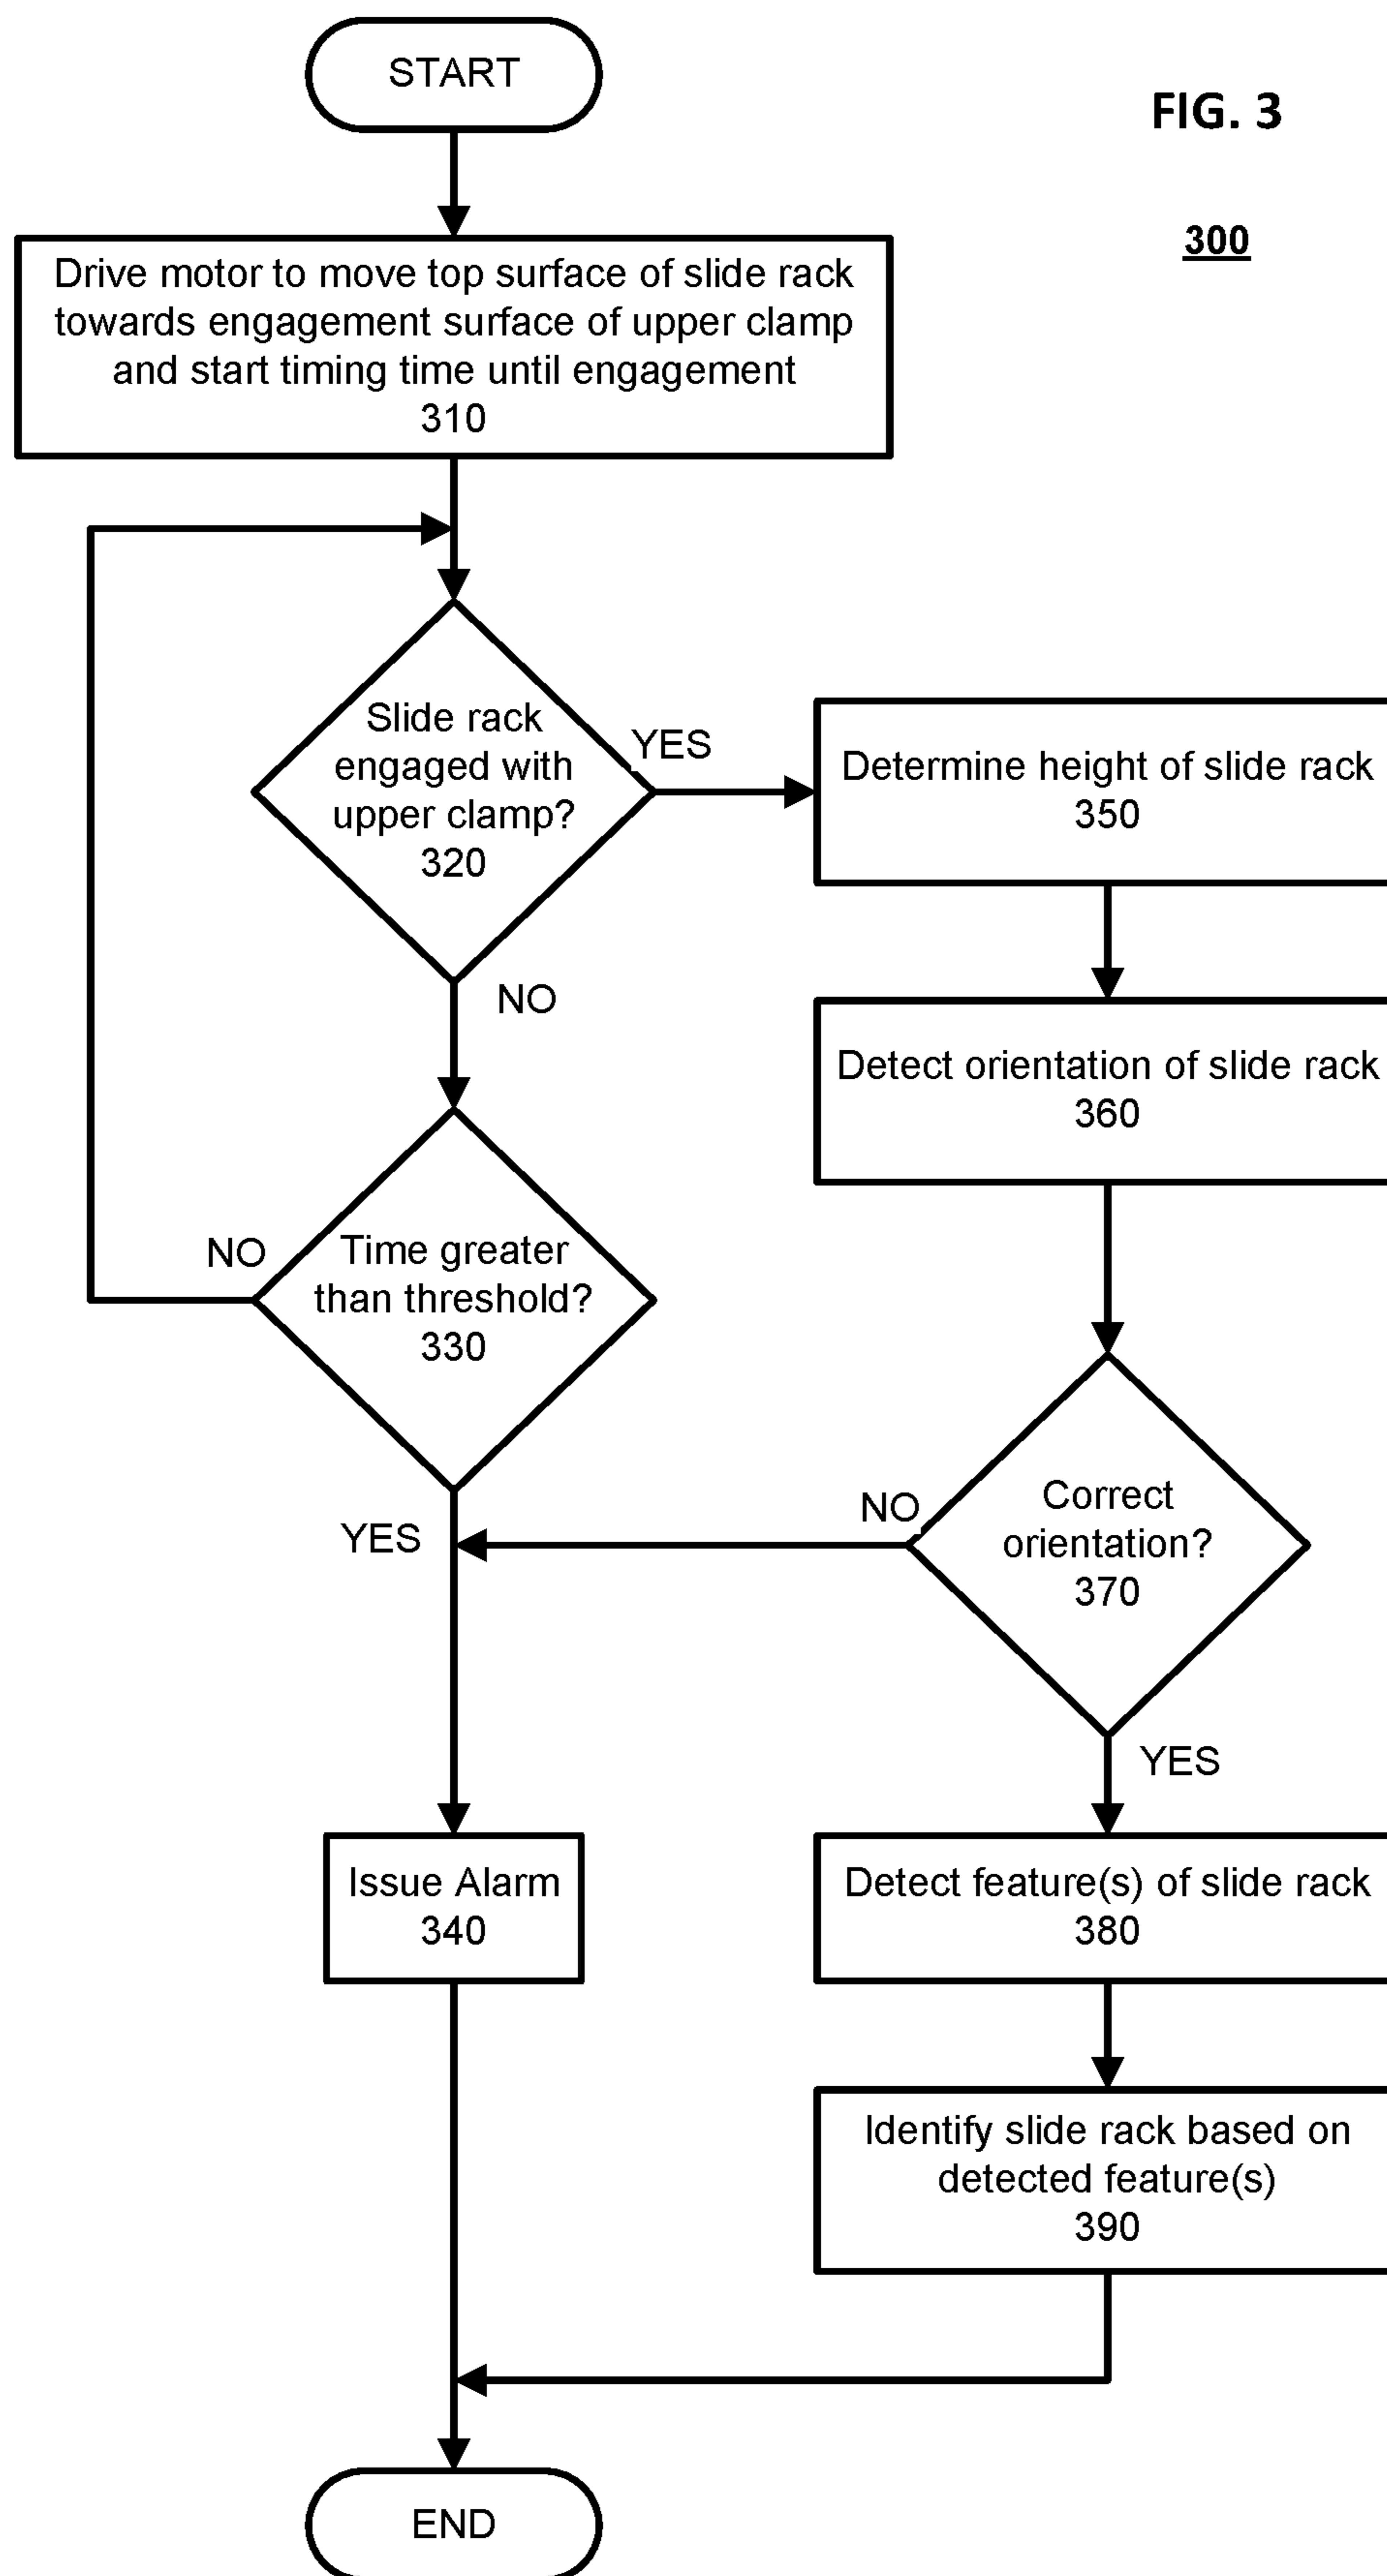 START
FIG. 3
300
Drive motor to move top surface of slide rack
towards engagement surface of upper clamp
and start timing time until engagement
310
Slide rack
engaged with
upper clamp?
320
YES
NO
Determine height of slide rack
350
Detect orientation of slide rack
360
Time greater
than threshold?
330
NO
YES
Correct
orientation?
370
NO
YES
Issue Alarm
340
Detect feature(s) of slide rack
380
Identify slide rack based on
detected feature(s)
390
END